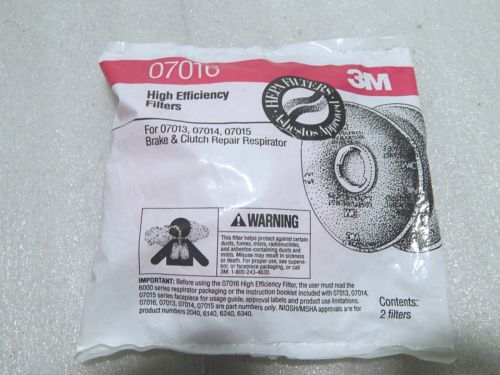 07016
3M
High Efficiency
Filters
HEPA FILTERS
Asbestos Approved
For 07013, 07014, 07015
Brake & Clutch Repair Respirator
WARNING
This filter helps protect against certain
dusts, fumes, mists, radionuclides,
and asbestos-containing dusts and
mists. Misuse may result in sickness
or death. For proper use, see supervi-
sor, or facepiece packaging, or call
3M: 1-800-243-4630.
IMPORTANT: Before using the 07016 High Efficiency Filter, the user must read the
6000 series respirator packaging or the instruction booklet included with 07013, 07014,
07015 series facepiece for usage guide, approval labels and product use limitations.
07016, 07013, 07014, 07015 are part numbers only. NIOSH/MSHA approvals are for
product numbers 2040, 6140, 6240, 6340.
Contents:
2 filters